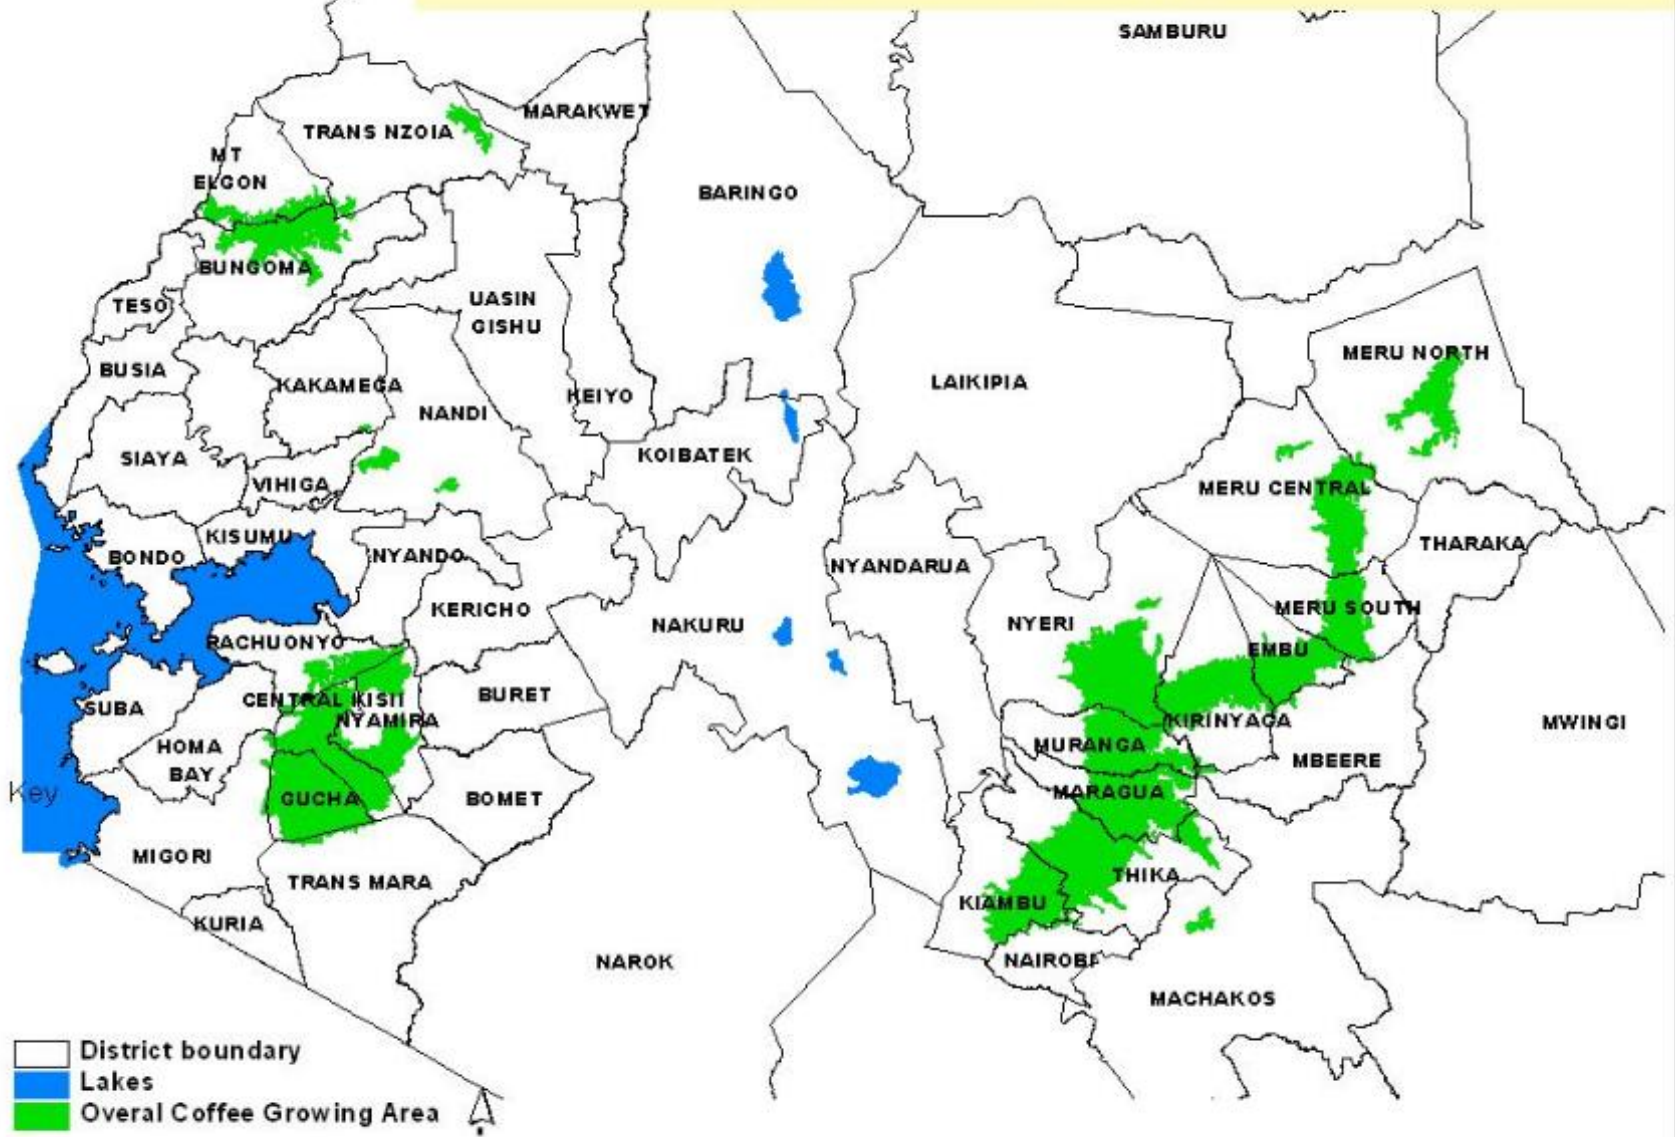 SAMBURU
MARAKWET
TRANS NZOIA
MT
ELGON
BARINGO
BUNGOMA
TESO
UASIN
GISHU
MERU NORTH
BUSIA
KAKAMEGA
LAIKIPIA
KEIYO
NANDI
SIAYA
KOIBATEK
VIHIGA
MERU CENTRAL
KISUMU
BONDO
NYANDO
THARAKA
NYANDARUA
KERICHO
MERU SOUTH
NAKURU
NYERI
RACHUONYO
EMBU
CENTRAL KISII
BURET
SUBA
NYAMIRA
KIRINYAGA
MWINGI
HOMA
BAY
MURANGA
MBEERE
Key
GUCHA
BOMET
MARAGUA
MIGORI
TRANS MARA
THIKA
KIAMBU
KURIA
NAROK
NAIROBI
MACHAKOS
District boundary
Lakes
Overal Coffee Growing Area